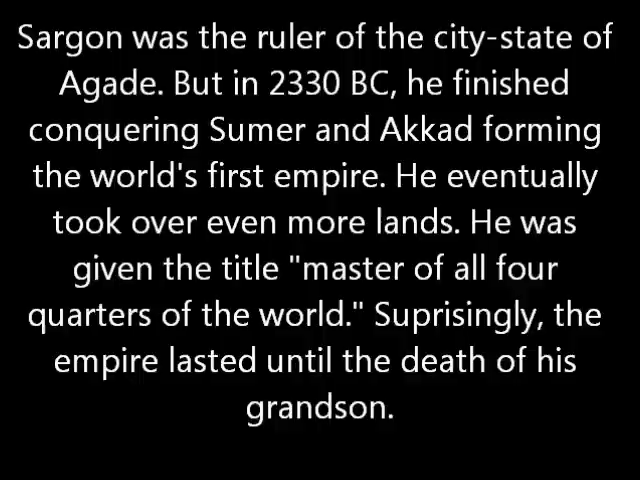 Sargon was the ruler of the city-state of
Agade. But in 2330 BC, he finished
conquering Sumer and Akkad forming
the world's first empire. He eventually
took over even more lands. He was
given the title "master of all four
quarters of the world." Suprisingly, the
empire lasted until the death of his
grandson.